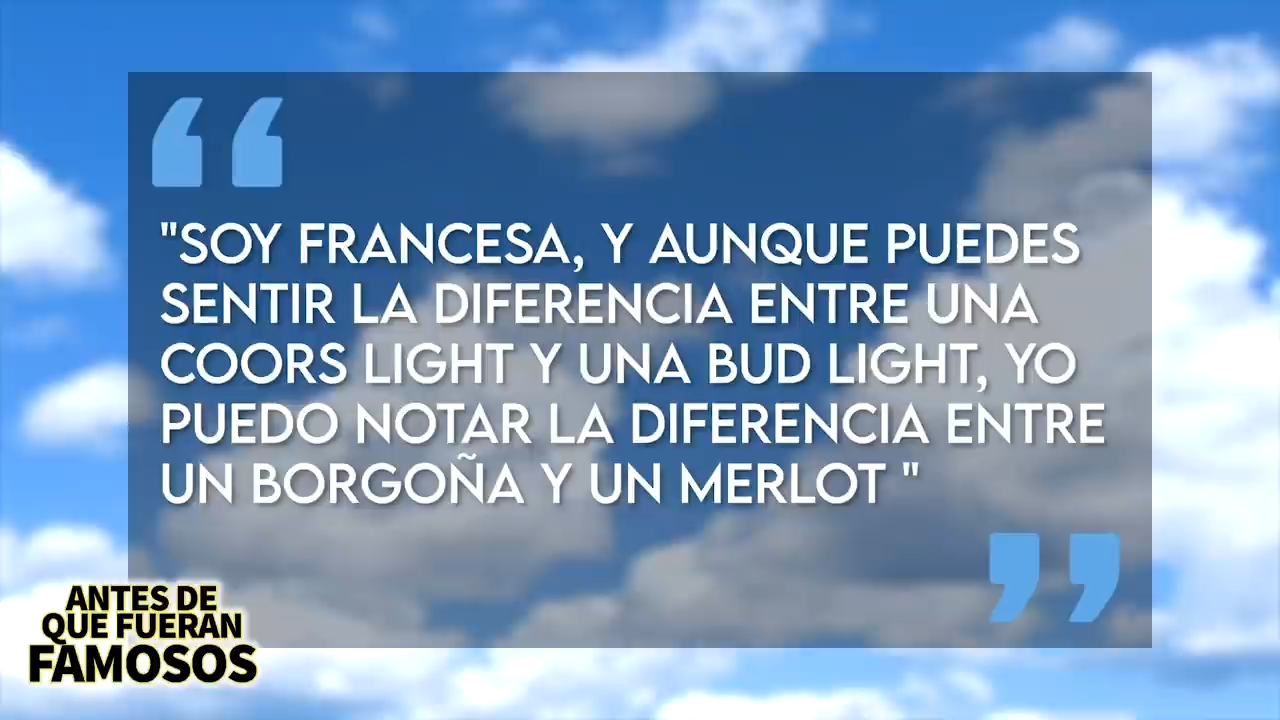 "SOY FRANCESA, Y AUNQUE PUEDES
SENTIR LA DIFERENCIA ENTRE UNA
COORS LIGHT Y UNA BUD LIGHT, YO
PUEDO NOTAR LA DIFERENCIA ENTRE
UN BORGOÑA Y UN MERLOT "
ANTES DE
QUE FUERAN
FAMOSOS